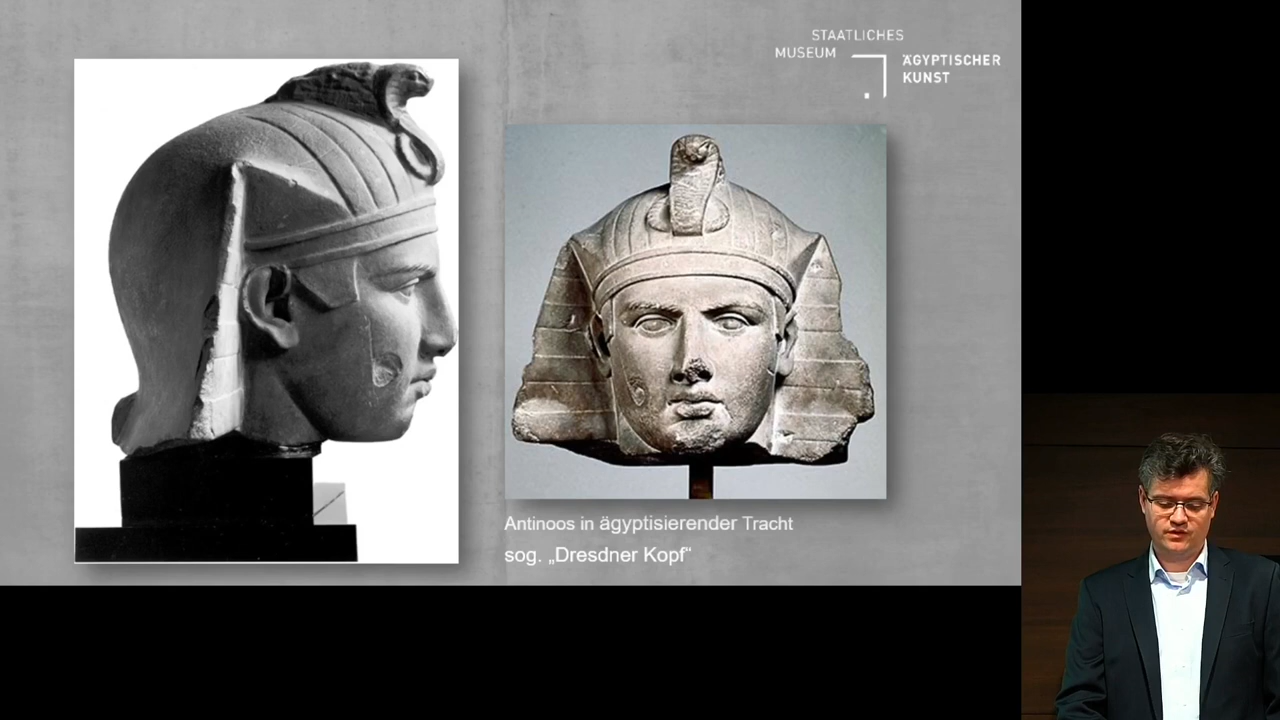 STAATLICHES
MUSEUM
ÄGYPTISCHER
KUNST
Antinoos in ägyptisierender Tracht
sog. „Dresdner Kopf“